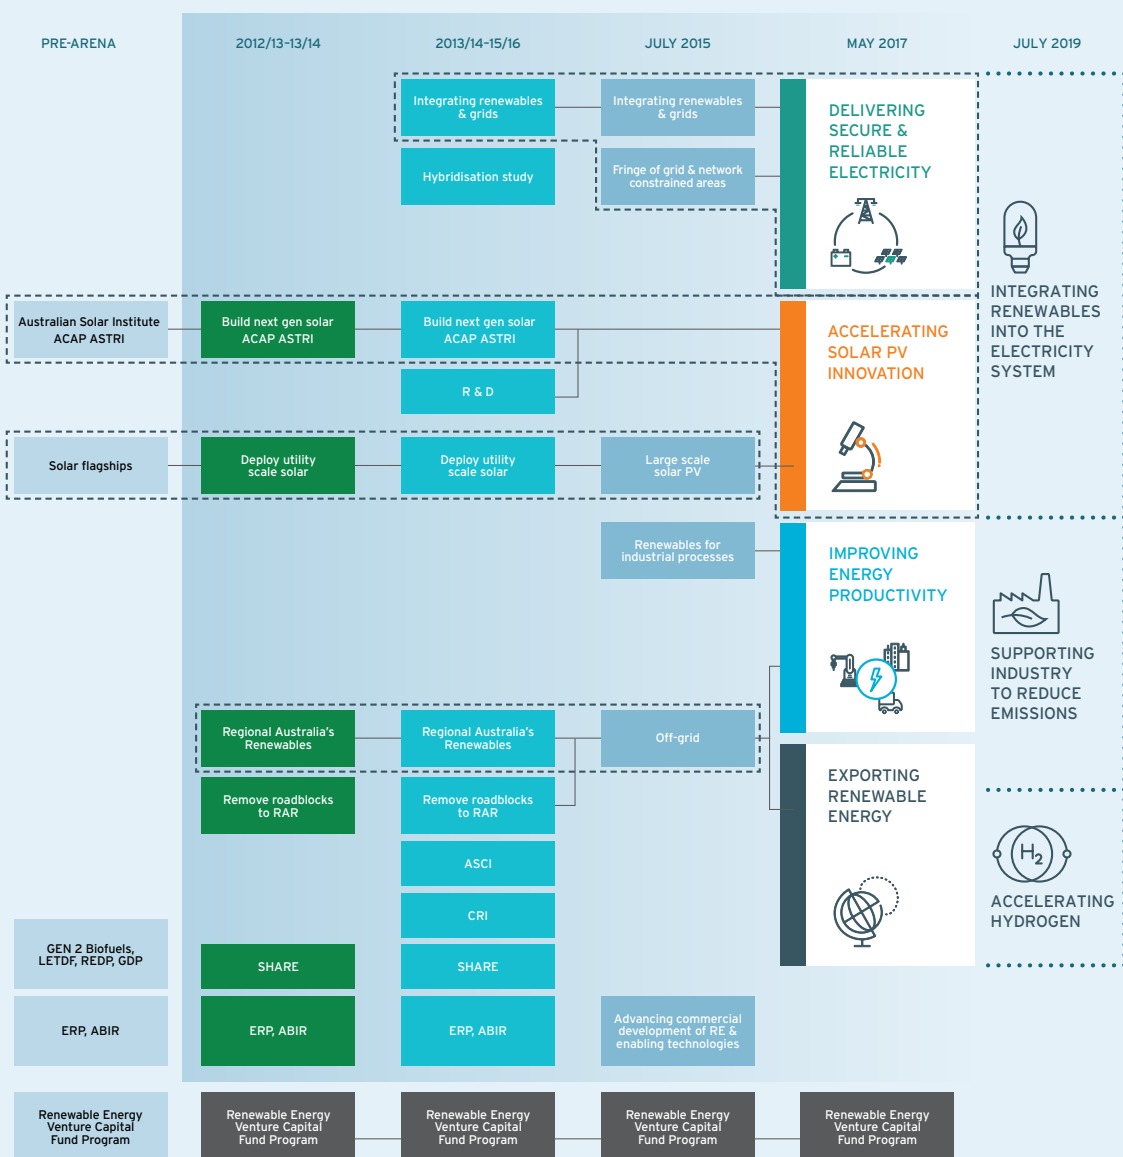 PRE-ARENA
2012/13-13/14
2013/14-15/16
JULY 2015
MAY 2017
JULY 2019
Integrating renewables
& grids
Integrating renewables
& grids
DELIVERING
SECURE &
RELIABLE
ELECTRICITY
Hybridisation study
Fringe of grid & network
constrained areas
INTEGRATING
RENEWABLES
INTO THE
ELECTRICITY
SYSTEM
Australian Solar Institute
ACAP ASTRI
Build next gen solar
ACAP ASTRI
Build next gen solar
ACAP ASTRI
ACCELERATING
SOLAR PV
INNOVATION
R & D
Solar flagships
Deploy utility
scale solar
Deploy utility
scale solar
Large scale
solar PV
Renewables for
industrial processes
IMPROVING
ENERGY
PRODUCTIVITY
SUPPORTING
INDUSTRY
TO REDUCE
EMISSIONS
Regional Australia's
Renewables
Regional Australia's
Renewables
Off-grid
Remove roadblocks
to RAR
Remove roadblocks
to RAR
EXPORTING
RENEWABLE
ENERGY
ASCI
CRI
H2
ACCELERATING
HYDROGEN
GEN 2 Biofuels,
LETDF, REDP, GDP
SHARE
SHARE
ERP, ABIR
ERP, ABIR
ERP, ABIR
Advancing commercial
development of RE &
enabling technologies
Renewable Energy
Venture Capital
Fund Program
Renewable Energy
Venture Capital
Fund Program
Renewable Energy
Venture Capital
Fund Program
Renewable Energy
Venture Capital
Fund Program
Renewable Energy
Venture Capital
Fund Program